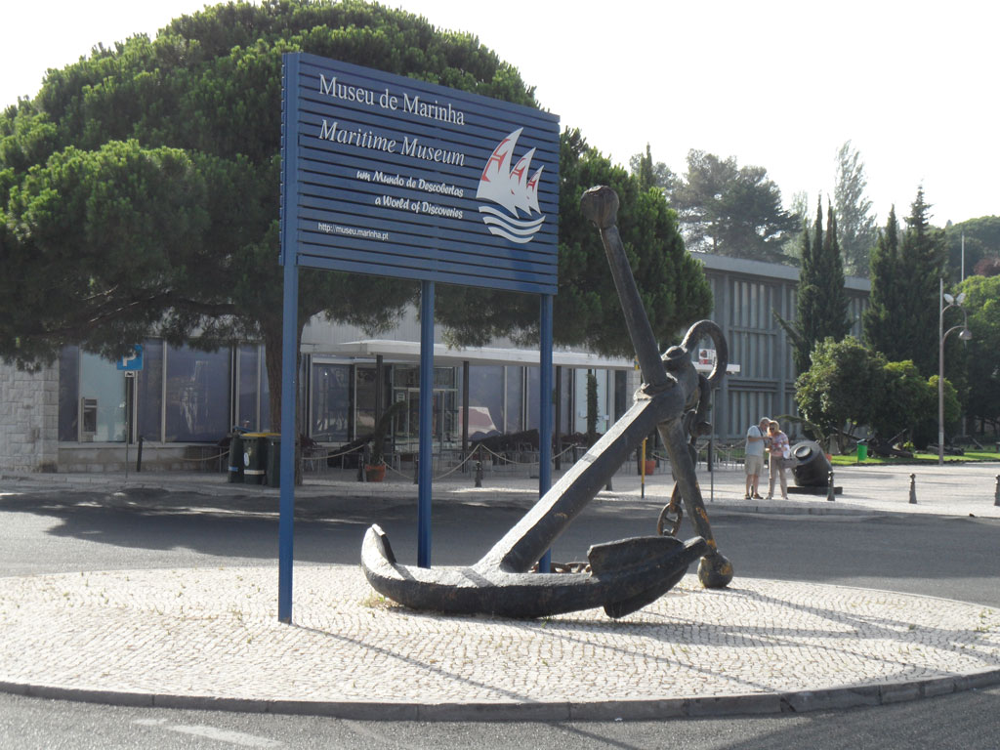 Museu de Marinha
Maritime Museum
um Mundo de Descobertas
a World of Discoveries
http://museu.marinha.pt
P